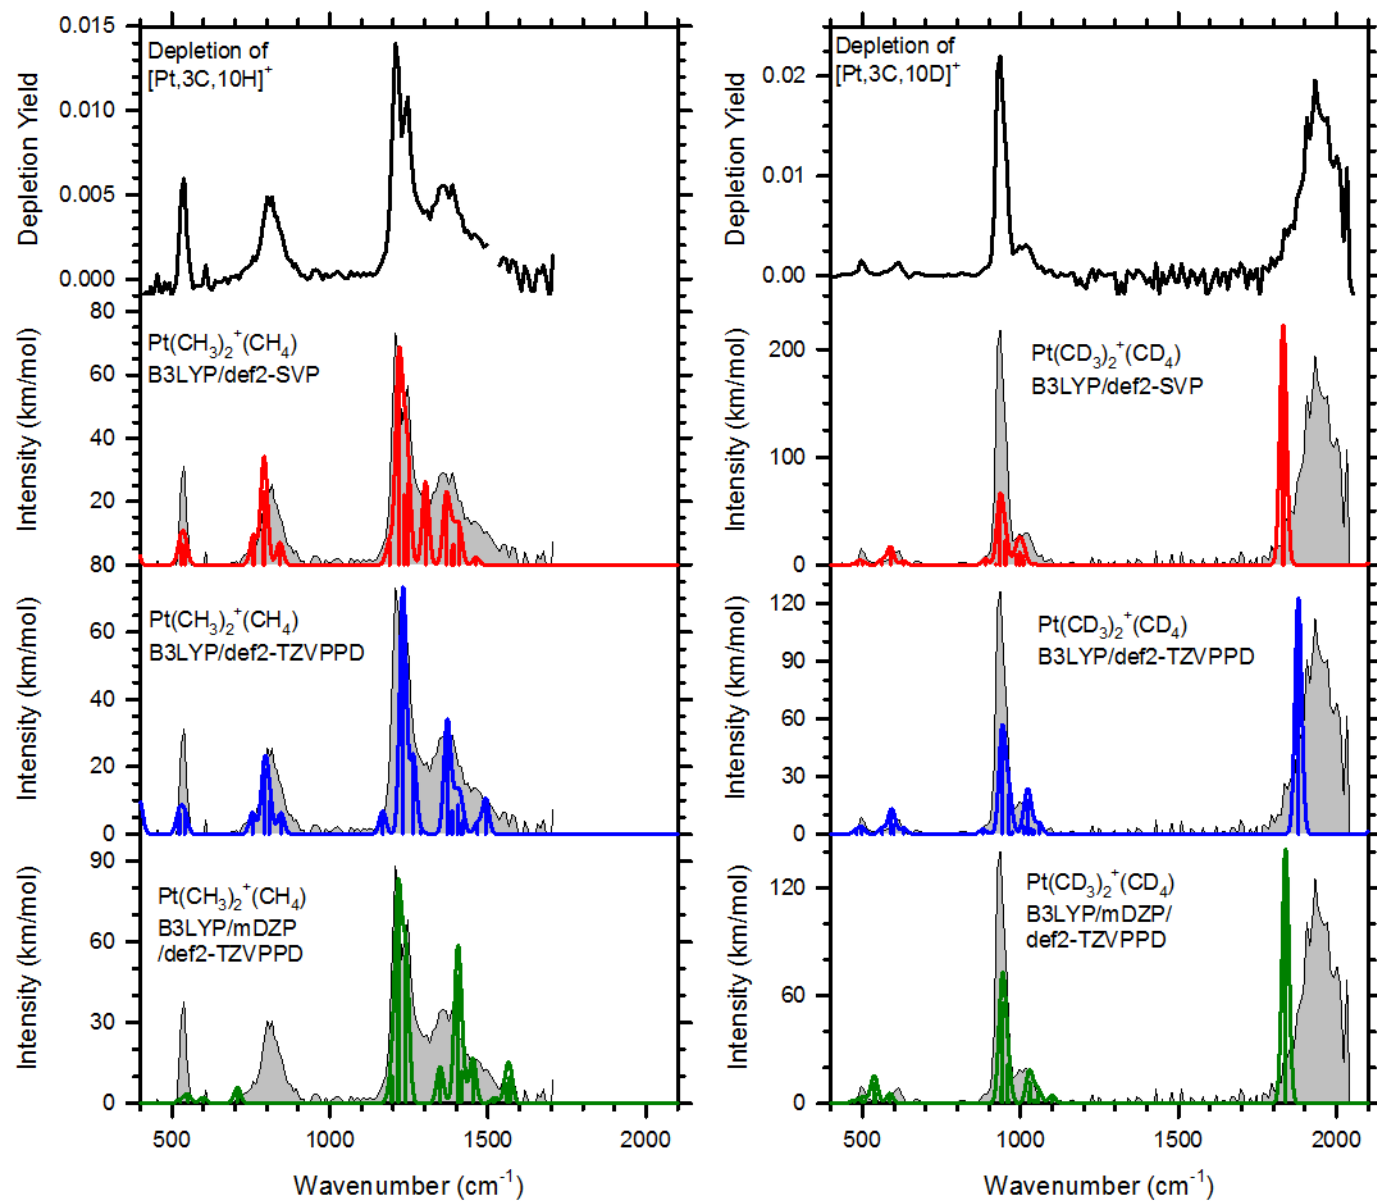 Depletion of
[Pt,3C,10H]⁺
Depletion Yield
0.015
0.010
0.005
0.000
Pt(CH₃)₂⁺(CH₄)
B3LYP/def2-SVP
Intensity (km/mol)
80
60
40
20
80
Pt(CH₃)₂⁺(CH₄)
B3LYP/def2-TZVPPD
Intensity (km/mol)
60
40
20
0
Pt(CH₃)₂⁺(CH₄)
B3LYP/mDZP
/def2-TZVPPD
Intensity (km/mol)
90
60
30
0
500
1000
1500
2000
Wavenumber (cm⁻¹)
Depletion of
[Pt,3C,10D]⁺
Depletion Yield
0.02
0.01
0.00
Pt(CD₃)₂⁺(CD₄)
B3LYP/def2-SVP
Intensity (km/mol)
200
100
0
Pt(CD₃)₂⁺(CD₄)
B3LYP/def2-TZVPPD
Intensity (km/mol)
120
90
60
30
0
Pt(CD₃)₂⁺(CD₄)
B3LYP/mDZP/
def2-TZVPPD
Intensity (km/mol)
120
60
0
500
1000
1500
2000
Wavenumber (cm⁻¹)